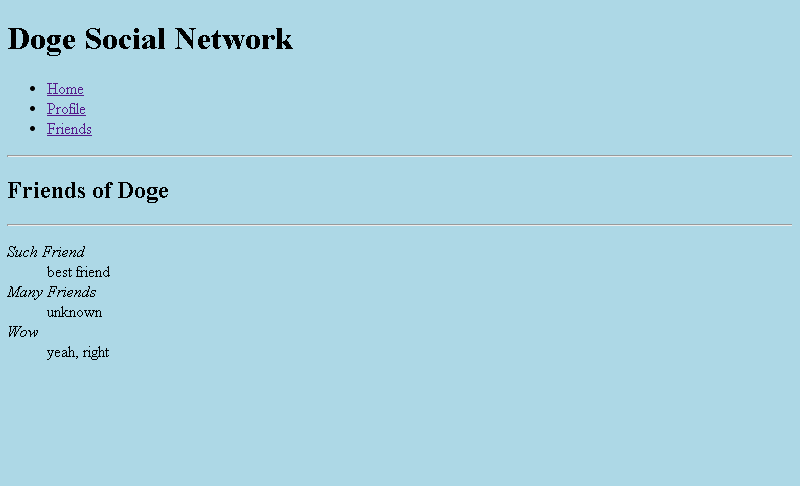 Doge Social Network
Home
Profile
Friends
Friends of Doge
Such Friend
best friend
Many Friends
unknown
Wow
yeah, right